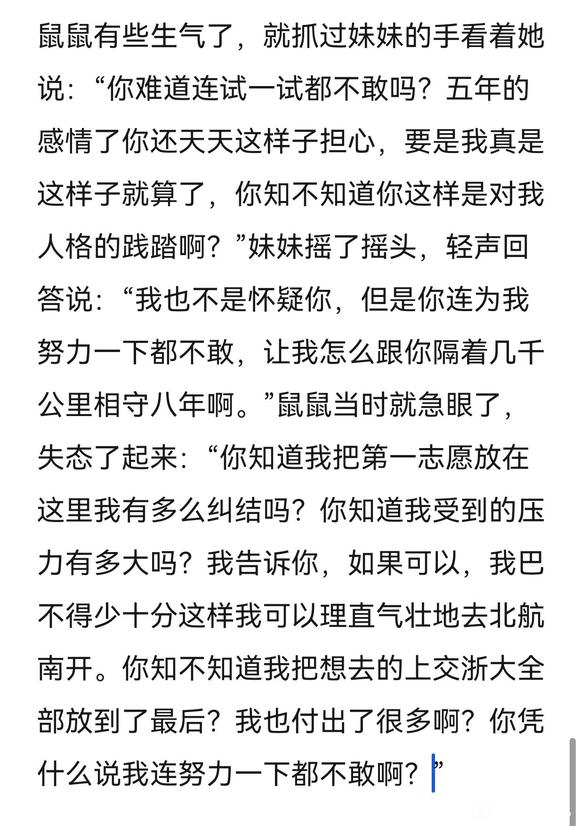 鼠鼠有些生气了，就抓过妹妹的手看着她
说：“你难道连试一试都不敢吗？五年的
感情了你还天天这样子担心，要是我真是
这样子就算了，你知不知道你这样是对我
人格的践踏啊？”妹妹摇了摇头，轻声回
答说：“我也不是怀疑你，但是你连为我
努力一下都不敢，让我怎么跟你隔着几千
公里相守八年啊。”鼠鼠当时就急眼了，
失态了起来：“你知道我把第一志愿放在
这里我有多么纠结吗？你知道我受到的压
力有多大吗？我告诉你，如果可以，我巴
不得少十分这样我可以理直气壮地去北航
南开。你知不知道我把想去的上交浙大全
部放到了最后？我也付出了很多啊？你凭
什么说我连努力一下都不敢啊？”